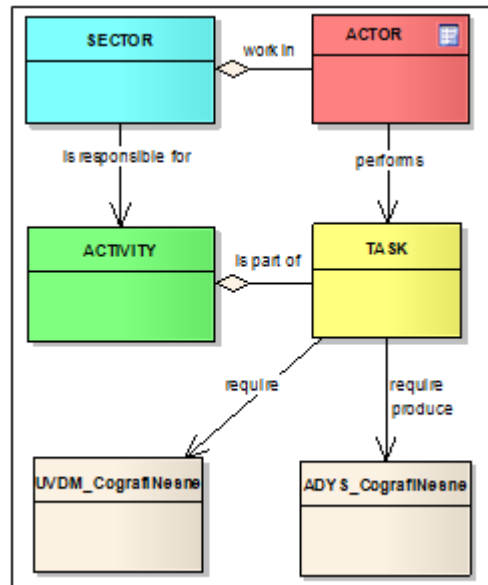 SECTOR
work in
ACTOR
is responsible for
performs
ACTIVITY
is part of
TASK
require
require
produce
UVDM_CografiNesne
ADYS_CografiNesne